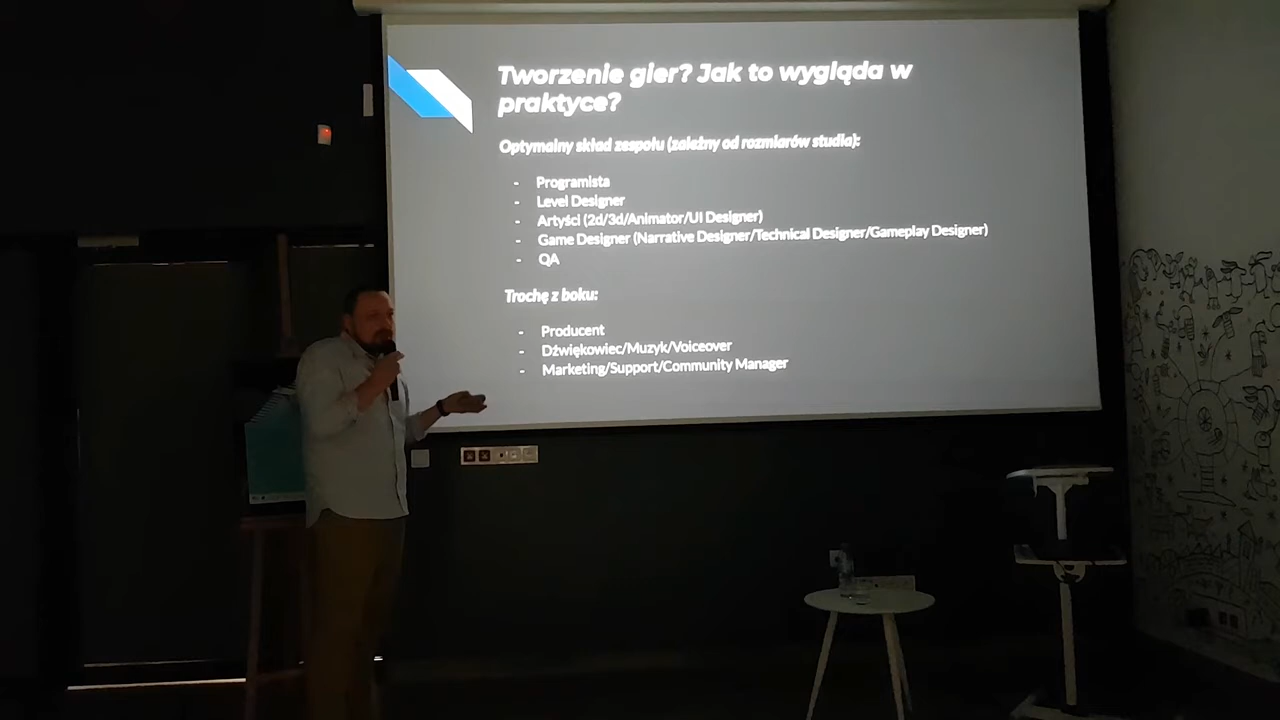 Tworzenie gier? Jak to wygląda w
praktyce?
Optymalny skład zespołu (zależny od rozmiarów studia):
- Programista
- Level Designer
- Artyści (2d/3d/Animator/UI Designer)
- Game Designer (Narrative Designer/Technical Designer/Gameplay Designer)
- QA
Trochę z boku:
- Producent
- Dźwiękowiec/Muzyk/Voiceover
- Marketing/Support/Community Manager